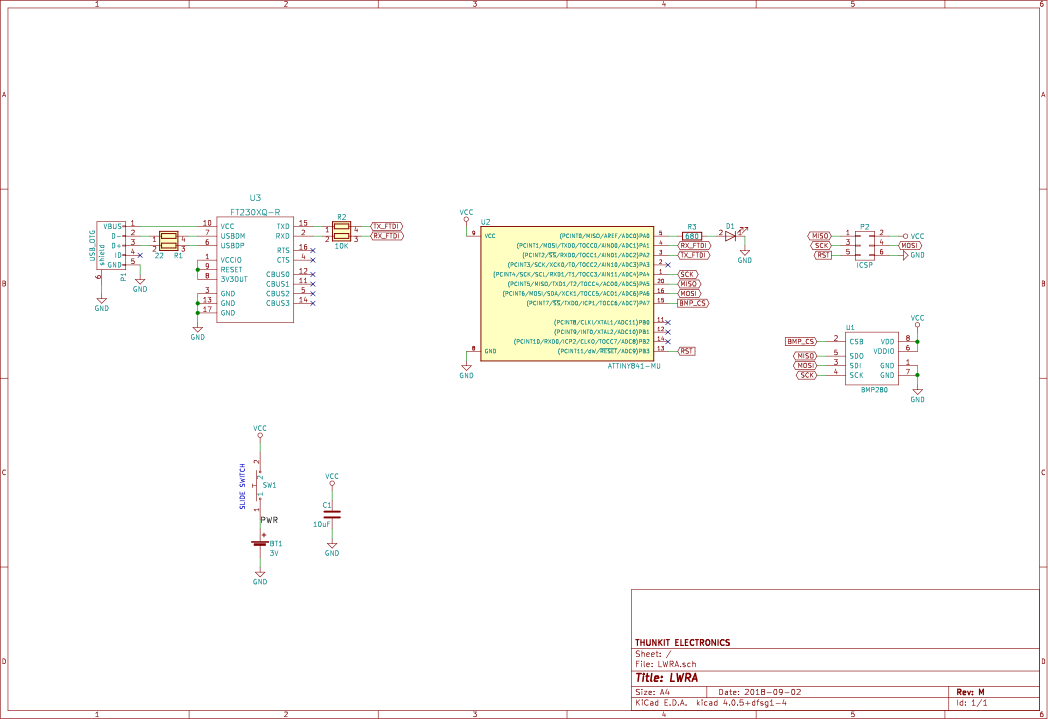 1 2 3 4 5 6
A A
B B
C C
D D
1 2 3 4 5 6
USB_OTG
P1
shield
VBUS 1
D- 2
D+ 3
ID 4
GND 5
6
GND
GND
1 4
2 3
22 R1
U3
FT230XQ-R
10 VCC
7 USBDM
6 USBDP
1 VCCIO
9 RESET
8 3V3OUT
3 GND
13 GND
17 GND
TXD 15
RXD 2
RTS 16
CTS 4
CBUS0 12
CBUS1 11
CBUS2 5
CBUS3 14
GND
R2
1 4
2 3
10K
TX_FTDI
RX_FTDI
VCC
U2
9 VCC
8 GND
GND
(PCINT0/MISO/AREF/ADC0)PA0 5
(PCINT1/MOSI/TXD0/TOCC0/AIN00/ADC1)PA1 4 RX_FTDI
(PCINT2/SS/RXD0/TOCC1/AIN01/ADC2)PA2 3 TX_FTDI
(PCINT3/SCK/XCK0/T0/TOCC2/AIN10/ADC3)PA3 2
(PCINT4/SCK/SCL/RXD1/T1/TOCC3/AIN11/ADC4)PA4 1 SCK
(PCINT5/MISO/TXD1/T2/TOCC4/ACO0/ADC5)PA5 20 MISO
(PCINT6/MOSI/SDA/XCK1/TOCC5/ACO1/ADC6)PA6 16 MOSI
(PCINT7/SS/TXD0/ICP1/TOCC6/ADC7)PA7 15 BMP_CS
(PCINT8/CLKI/XTAL1/ADC11)PB0 11
(PCINT9/INT0/XTAL2/ADC10)PB1 12
(PCINT10/RXD0/ICP2/CLKO/TOCC7/ADC8)PB2 14
(PCINT11/dW/RESET/ADC9)PB3 13 RST
ATTINY841-MU
R3
680
D1
2 1
GND
P2
MISO 1 2 VCC
SCK 3 4 MOSI
RST 5 6 GND
ICSP
U1
BMP_CS 2 CSB
MISO 5 SDO
MOSI 3 SDI
SCK 4 SCK
VDD 8
VDDIO 6
GND 1
GND 7
BMP280
VCC
GND
VCC
SLIDE SWITCH
2
2
1
1
SW1
PWR
BT1
3V
GND
VCC
C1
10uF
GND
THUNKIT ELECTRONICS
Sheet: /
File: LWRA.sch
Title: LWRA
Size: A4 Date: 2018-09-02 Rev: M
KiCad E.D.A. kicad 4.0.5+dfsg1-4 Id: 1/1